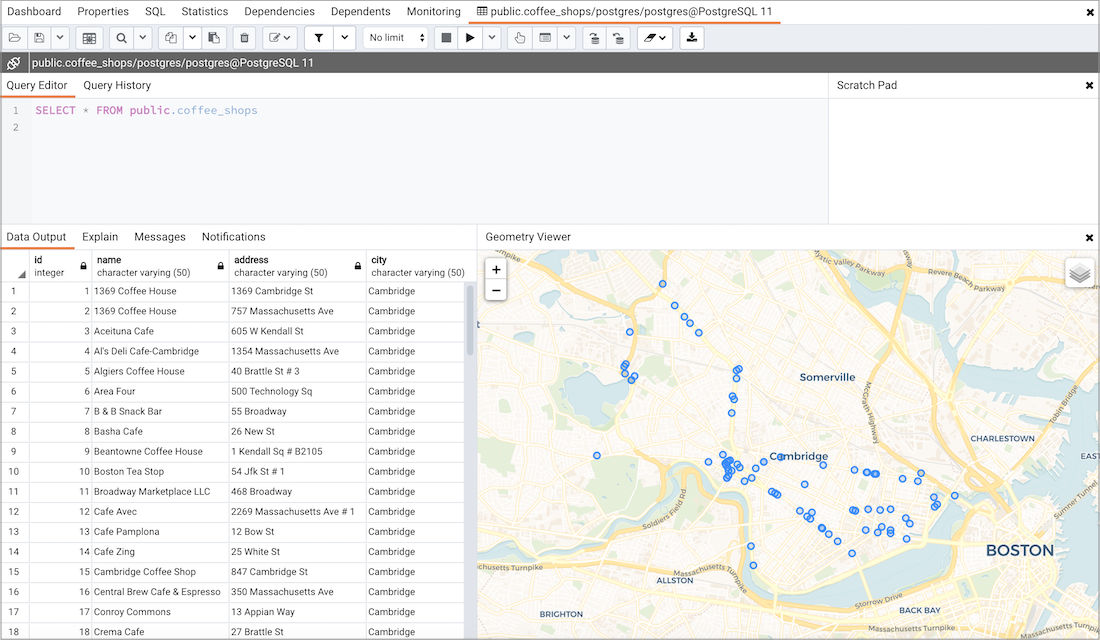 Dashboard Properties SQL Statistics Dependencies Dependents Monitoring public.coffee_shops/postgres/postgres@PostgreSQL 11
No limit
public.coffee_shops/postgres/postgres@PostgreSQL 11
Query Editor Query History
Scratch Pad
1 SELECT * FROM public.coffee_shops
2
Data Output Explain Messages Notifications
id name address city
integer character varying (50) character varying (50) character varying (50)
1 1 1369 Coffee House 1369 Cambridge St Cambridge
2 2 1369 Coffee House 757 Massachusetts Ave Cambridge
3 3 Aceituna Cafe 605 W Kendall St Cambridge
4 4 Al's Deli Cafe-Cambridge 1354 Massachusetts Ave Cambridge
5 5 Algiers Coffee House 40 Brattle St # 3 Cambridge
6 6 Area Four 500 Technology Sq Cambridge
7 7 B & B Snack Bar 55 Broadway Cambridge
8 8 Basha Cafe 26 New St Cambridge
9 9 Beantowne Coffee House 1 Kendall Sq # B2105 Cambridge
10 10 Boston Tea Stop 54 Jfk St # 1 Cambridge
11 11 Broadway Marketplace LLC 468 Broadway Cambridge
12 12 Cafe Avec 2269 Massachusetts Ave # 1 Cambridge
13 13 Cafe Pamplona 12 Bow St Cambridge
14 14 Cafe Zing 25 White St Cambridge
15 15 Cambridge Coffee Shop 847 Cambridge St Cambridge
16 16 Central Brew Cafe & Espresso 350 Massachusetts Ave Cambridge
17 17 Conroy Commons 13 Appian Way Cambridge
18 18 Crema Cafe 27 Brattle St Cambridge
Geometry Viewer
+
−
npike
stic Valley Parkway
Revere Beach Parkway
Somerville
McGrath Highway
Tobin Bridge
CHARLESTOWN
EAST
Cambridge
Soldiers Field Rd
Sumner Tunnel
BOSTON
chusetts Turnpike
Massachusetts Turnpike
ALLSTON
Storrow Drive
BACK BAY
BRIGHTON
Massachusetts Turnpike